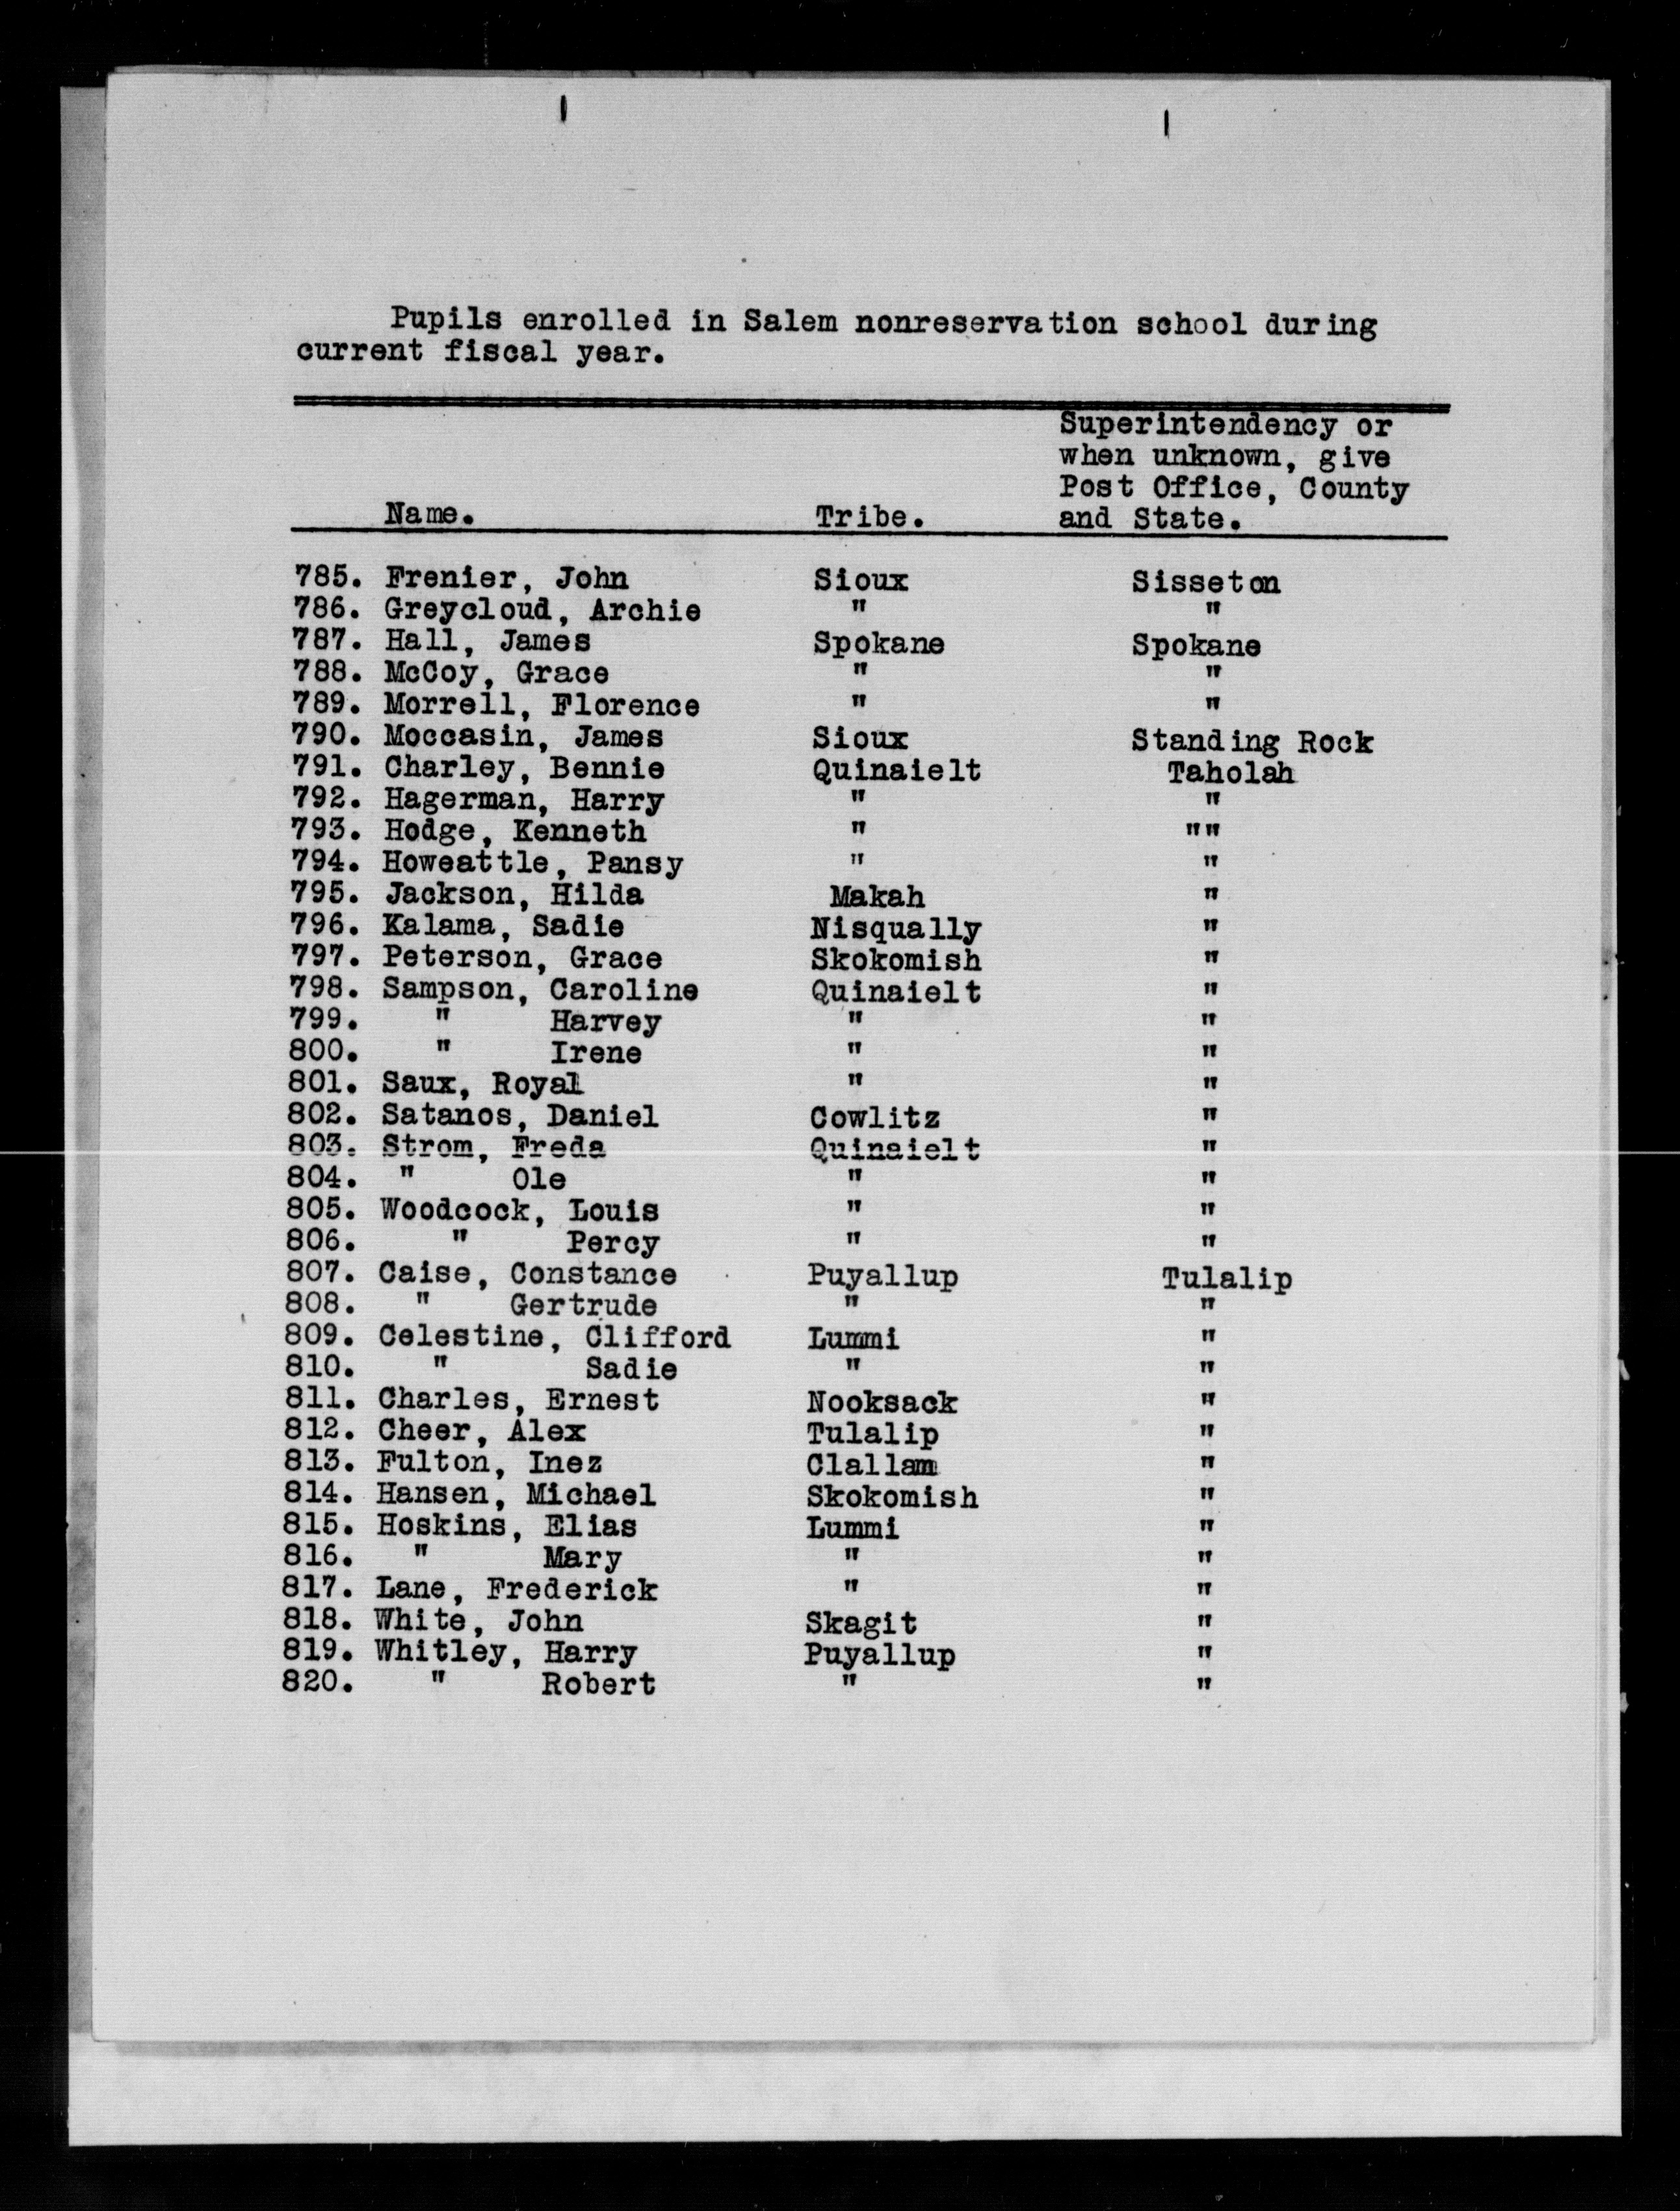 Pupils enrolled in Salem nonreservation school during
current fiscal year.
Superintendency or
when unknown, give
Post Office, County
Name. Tribe. and State.
785. Frenier, John Sioux Sisseton
786. Greycloud, Archie " "
787. Hall, James Spokane Spokane
788. McCoy, Grace " "
789. Morrell, Florence " "
790. Moccasin, James Sioux Standing Rock
791. Charley, Bennie Quinaielt Taholah
792. Hagerman, Harry " "
793. Hodge, Kenneth " ""
794. Howeattle, Pansy " "
795. Jackson, Hilda Makah "
796. Kalama, Sadie Nisqually "
797. Peterson, Grace Skokomish "
798. Sampson, Caroline Quinaielt "
799. " Harvey " "
800. " Irene " "
801. Saux, Royal " "
802. Satanos, Daniel Cowlitz "
803. Strom, Freda Quinaielt "
804. " Ole " "
805. Woodcock, Louis " "
806. " Percy " "
807. Caise, Constance Puyallup Tulalip
808. " Gertrude " "
809. Celestine, Clifford Lummi "
810. " Sadie " "
811. Charles, Ernest Nooksack "
812. Cheer, Alex Tulalip "
813. Fulton, Inez Clallam "
814. Hansen, Michael Skokomish "
815. Hoskins, Elias Lummi "
816. " Mary " "
817. Lane, Frederick " "
818. White, John Skagit "
819. Whitley, Harry Puyallup "
820. " Robert " "